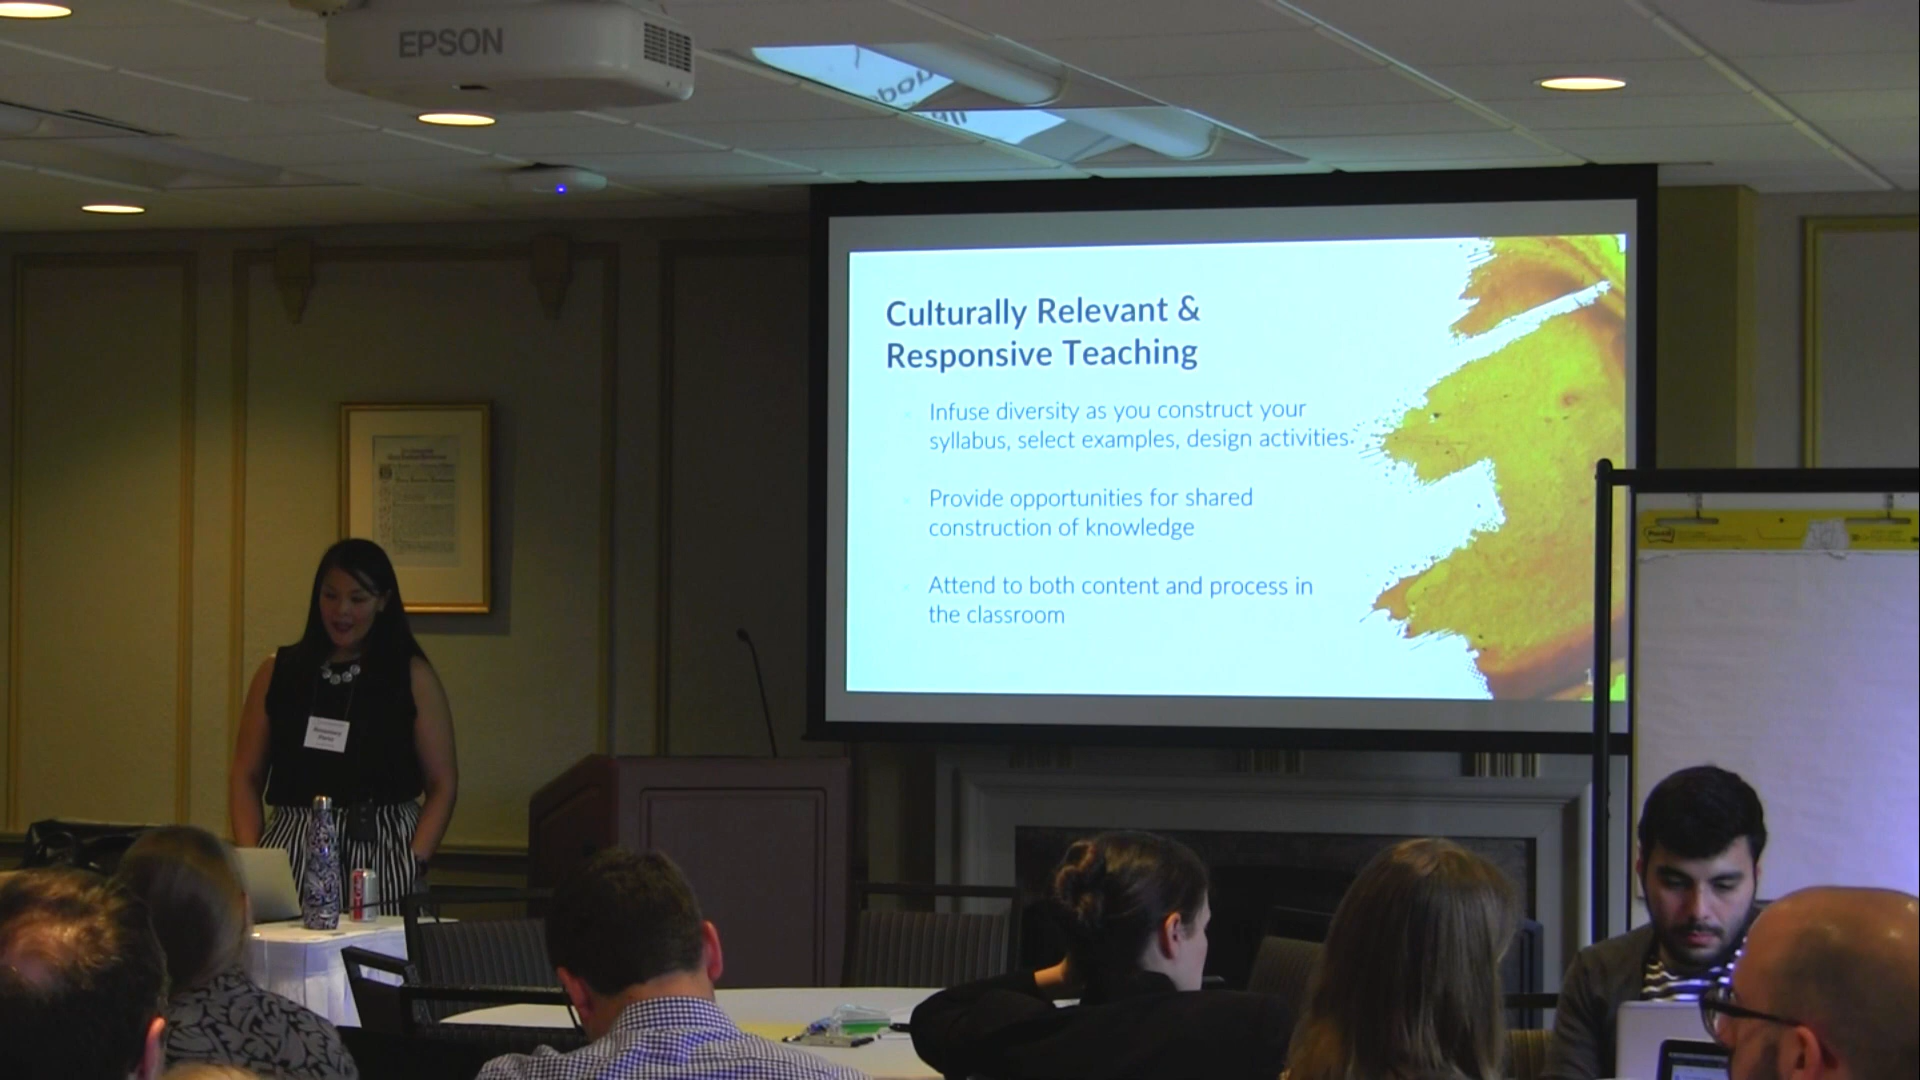 EPSON
Culturally Relevant &
Responsive Teaching
Infuse diversity as you construct your
syllabus, select examples, design activities.
Provide opportunities for shared
construction of knowledge
Attend to both content and process in
the classroom